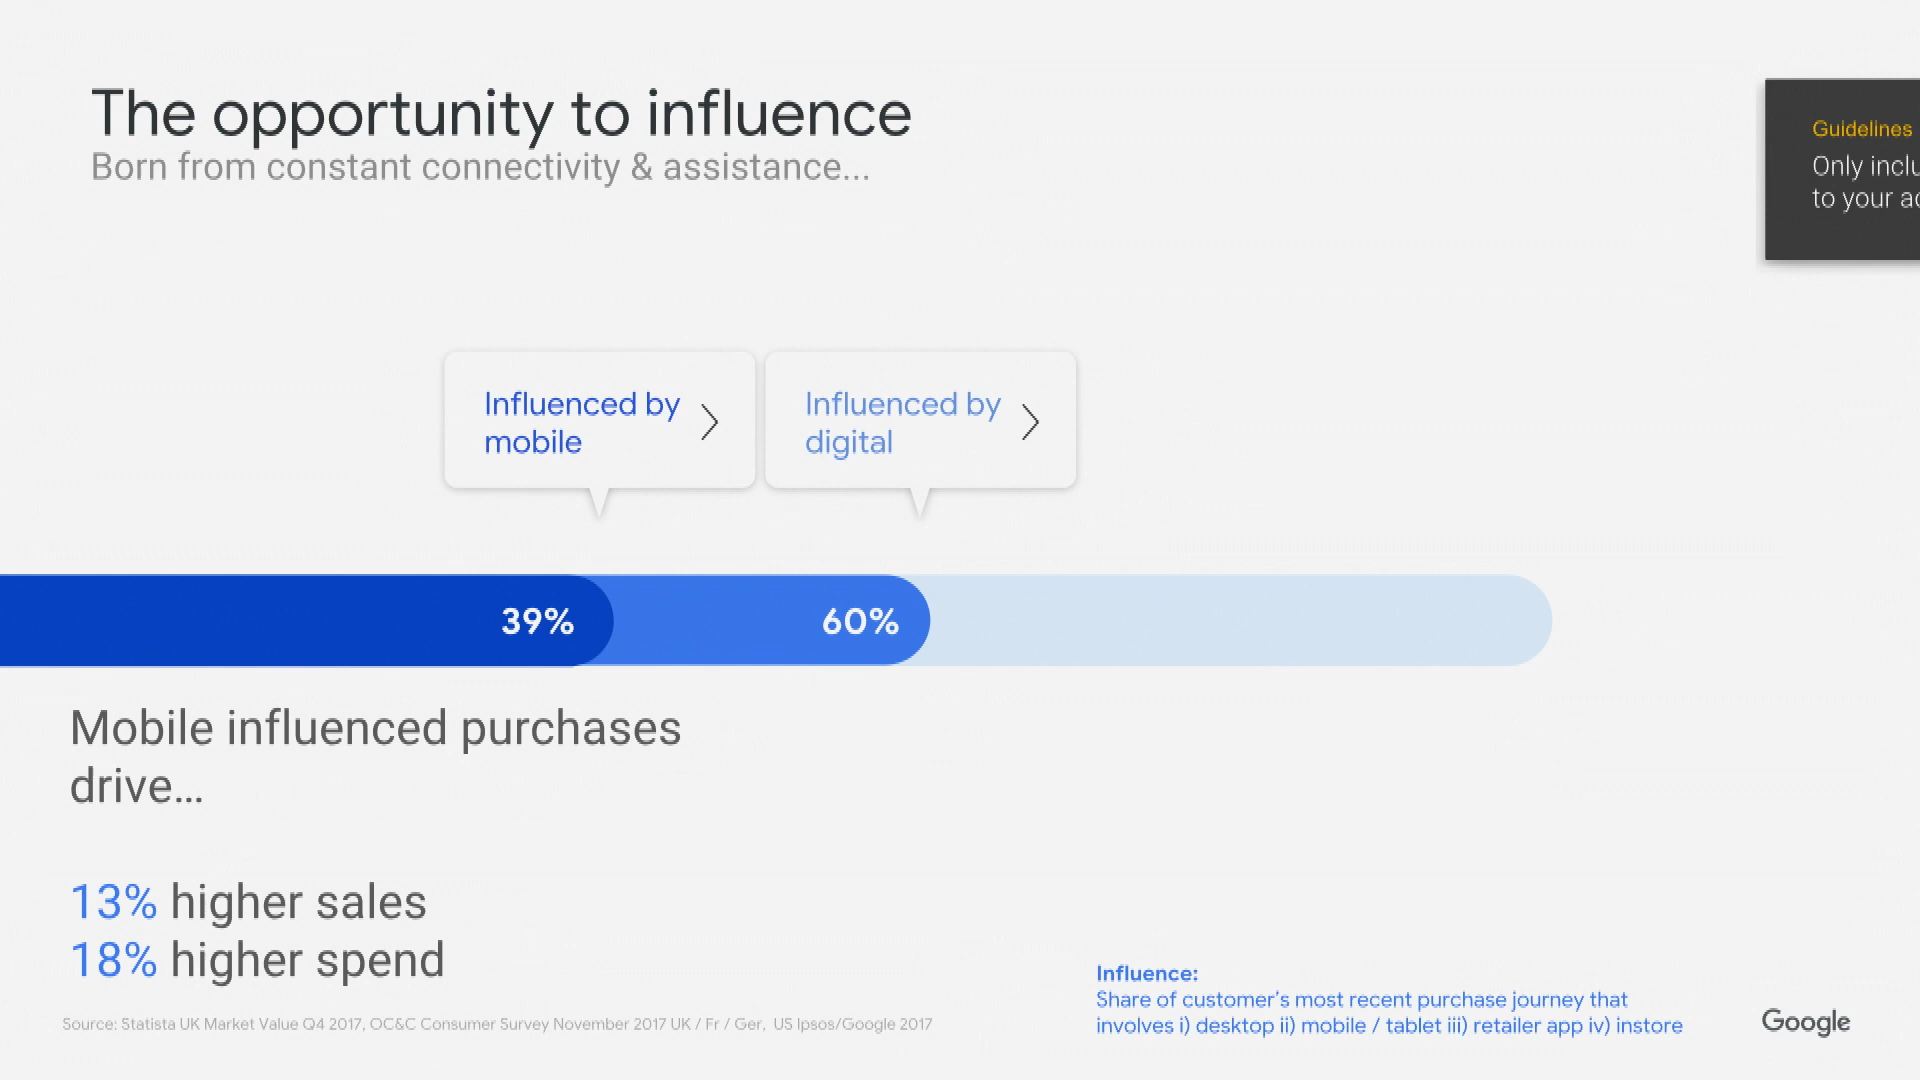 The opportunity to influence
Born from constant connectivity & assistance...
Guidelines
Only
to your
Influenced by
mobile
Influenced by
digital
39%
60%
Mobile influenced purchases
drive...
13% higher sales
18% higher spend
Influence:
Share of customer's most recent purchase journey that
involves i) desktop ii) mobile / tablet iii) retailer app iv) instore
Source: Statista UK Market Value Q4 2017, OC&C Consumer Survey November 2017 UK / Fr / Ger, US Ipsos/Google 2017
Google